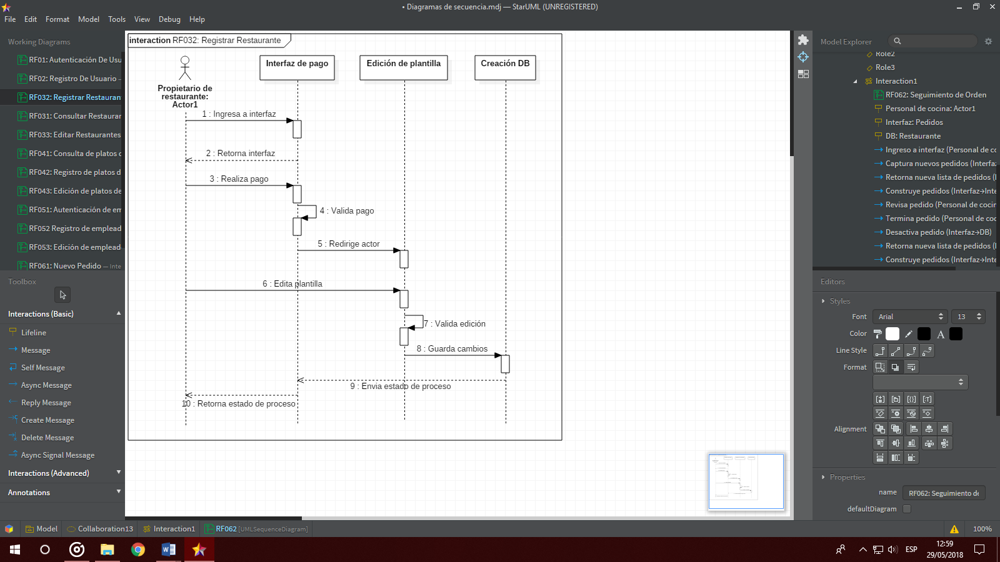 • Diagramas de secuencia.mdj — StarUML (UNREGISTERED)
File Edit Format Model Tools View Debug Help
Working Diagrams
RF01: Autenticación De Usu
RF02: Registro De Usuario —
RF032: Registrar Restauran
RF031: Consultar Restaurar
RF033: Editar Restaurantes
RF041: Consulta de platos c
RF042: Registro de platos d
RF043: Edición de platos de
RF051: Autenticación de em
RF052 Registro de emplead
RF053: Edición de emplead
RF061: Nuevo Pedido — Inte
Toolbox
Interactions (Basic)
Lifeline
Message
Self Message
Async Message
Reply Message
Create Message
Delete Message
Async Signal Message
Interactions (Advanced)
Annotations
interaction RF032: Registrar Restaurante
Propietario de
restaurante:
Actor1
Interfaz de pago
Edición de plantilla
Creación DB
1 : Ingresa a interfaz
2 : Retorna interfaz
3 : Realiza pago
4 : Valida pago
5 : Redirige actor
6 : Edita plantilla
7 : Valida edición
8 : Guarda cambios
9 : Envia estado de proceso
10 : Retorna estado de proceso
Model Explorer
Role2
Role3
Interaction1
RF062: Seguimiento de Orden
Personal de cocina: Actor1
Interfaz: Pedidos
DB: Restaurante
Ingreso a interfaz (Personal de co
Captura nuevos pedidos (Interfaz
Retorna nueva lista de pedidos (I
Construye pedidos (Interfaz→Inte
Revisa pedido (Personal de cocin
Termina pedido (Personal de coc
Desactiva pedido (Interfaz→DB)
Retorna nueva lista de pedidos (I
Construye pedidos (Interfaz→Inte
Editors
Styles
Font Arial 13
Color
Line Style
Format
Alignment
Properties
name RF062: Seguimiento de
defaultDiagram
Model Collaboration13 Interaction1 RF062 [UMLSequenceDiagram]
100%
ESP
12:59
29/05/2018